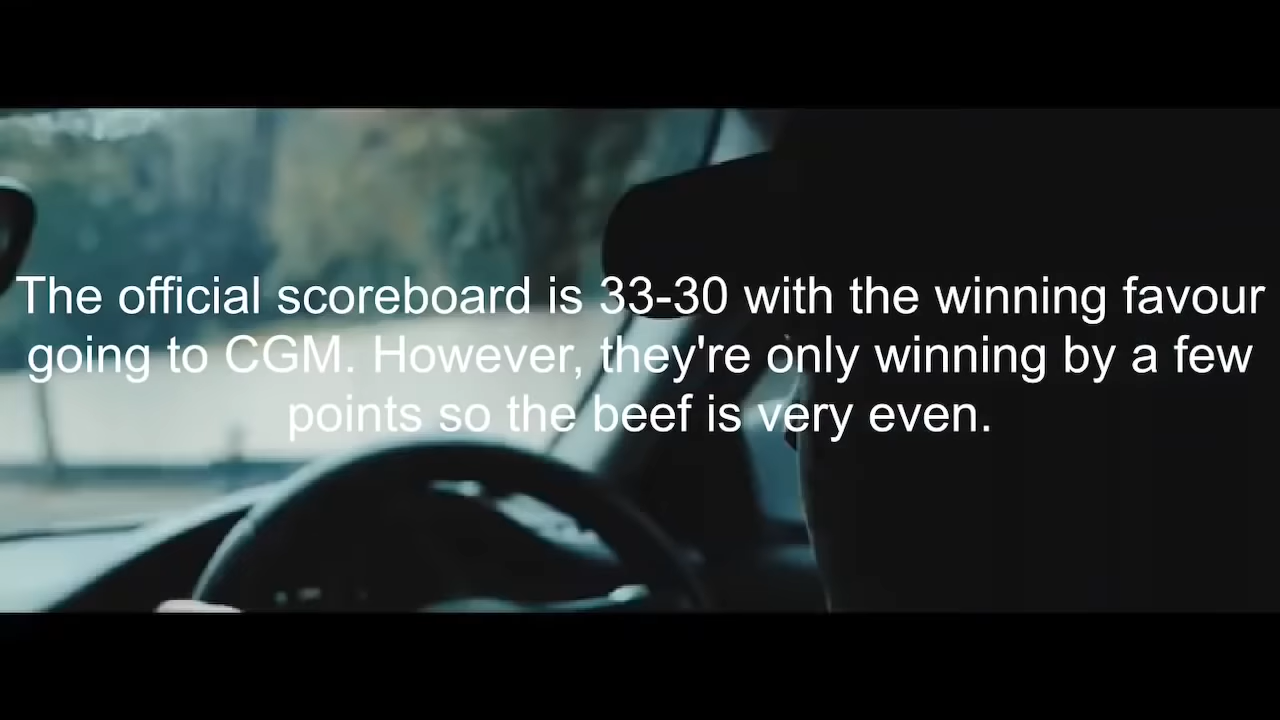 The official scoreboard is 33-30 with the winning favour
going to CGM. However, they're only winning by a few
points so the beef is very even.